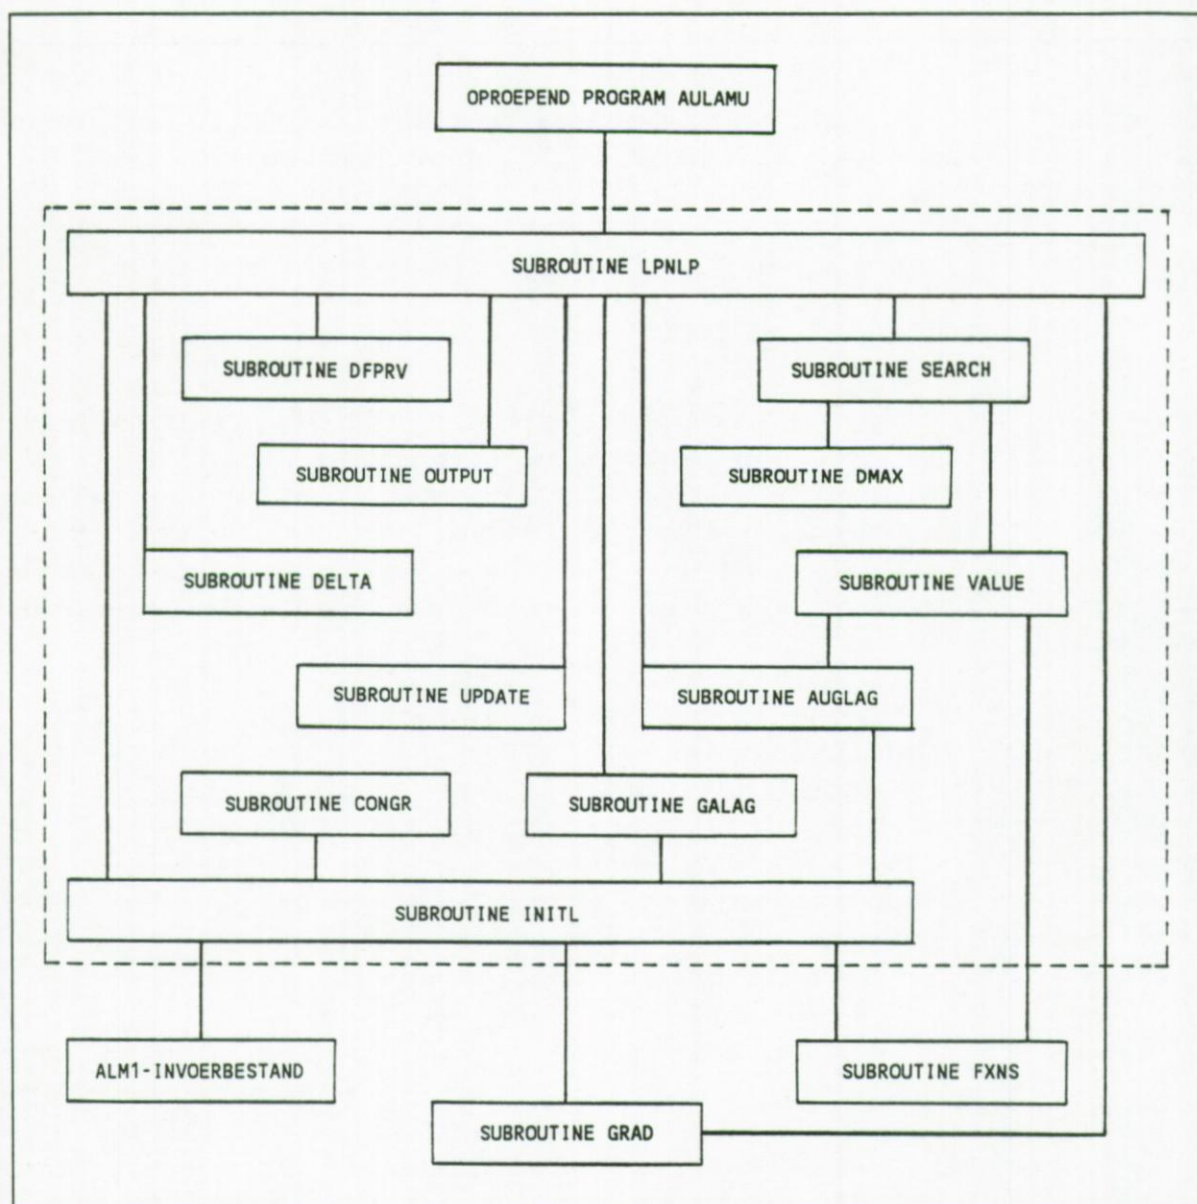 OPROEPEND PROGRAM AULAMU
SUBROUTINE LPNLP
SUBROUTINE DFPRV
SUBROUTINE SEARCH
SUBROUTINE OUTPUT
SUBROUTINE DMAX
SUBROUTINE DELTA
SUBROUTINE VALUE
SUBROUTINE UPDATE
SUBROUTINE AUGLAG
SUBROUTINE CONGR
SUBROUTINE GALAG
SUBROUTINE INITL
ALM1-INVOERBESTAND
SUBROUTINE FXNS
SUBROUTINE GRAD